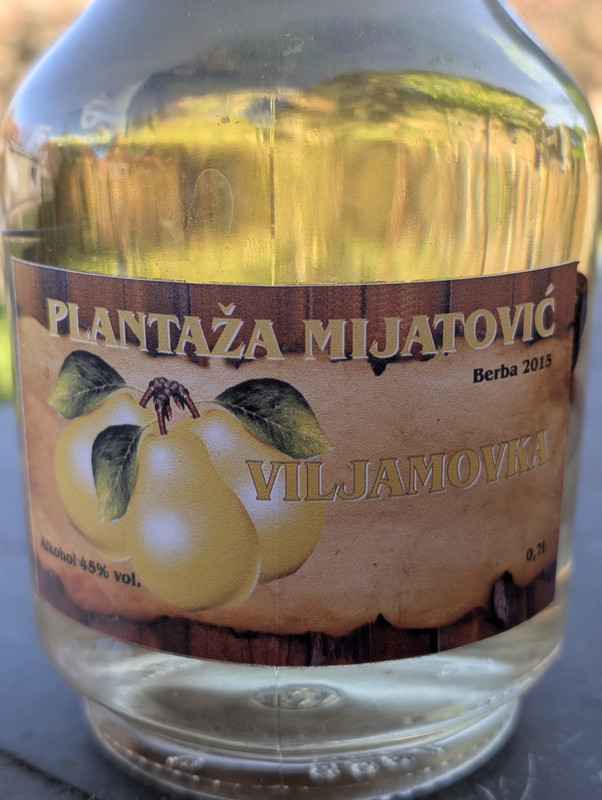 PLANTAŽA MIJATOVIĆ
Berba 2015
VILJAMOVKA
Alkohol 45% vol.
0,7l